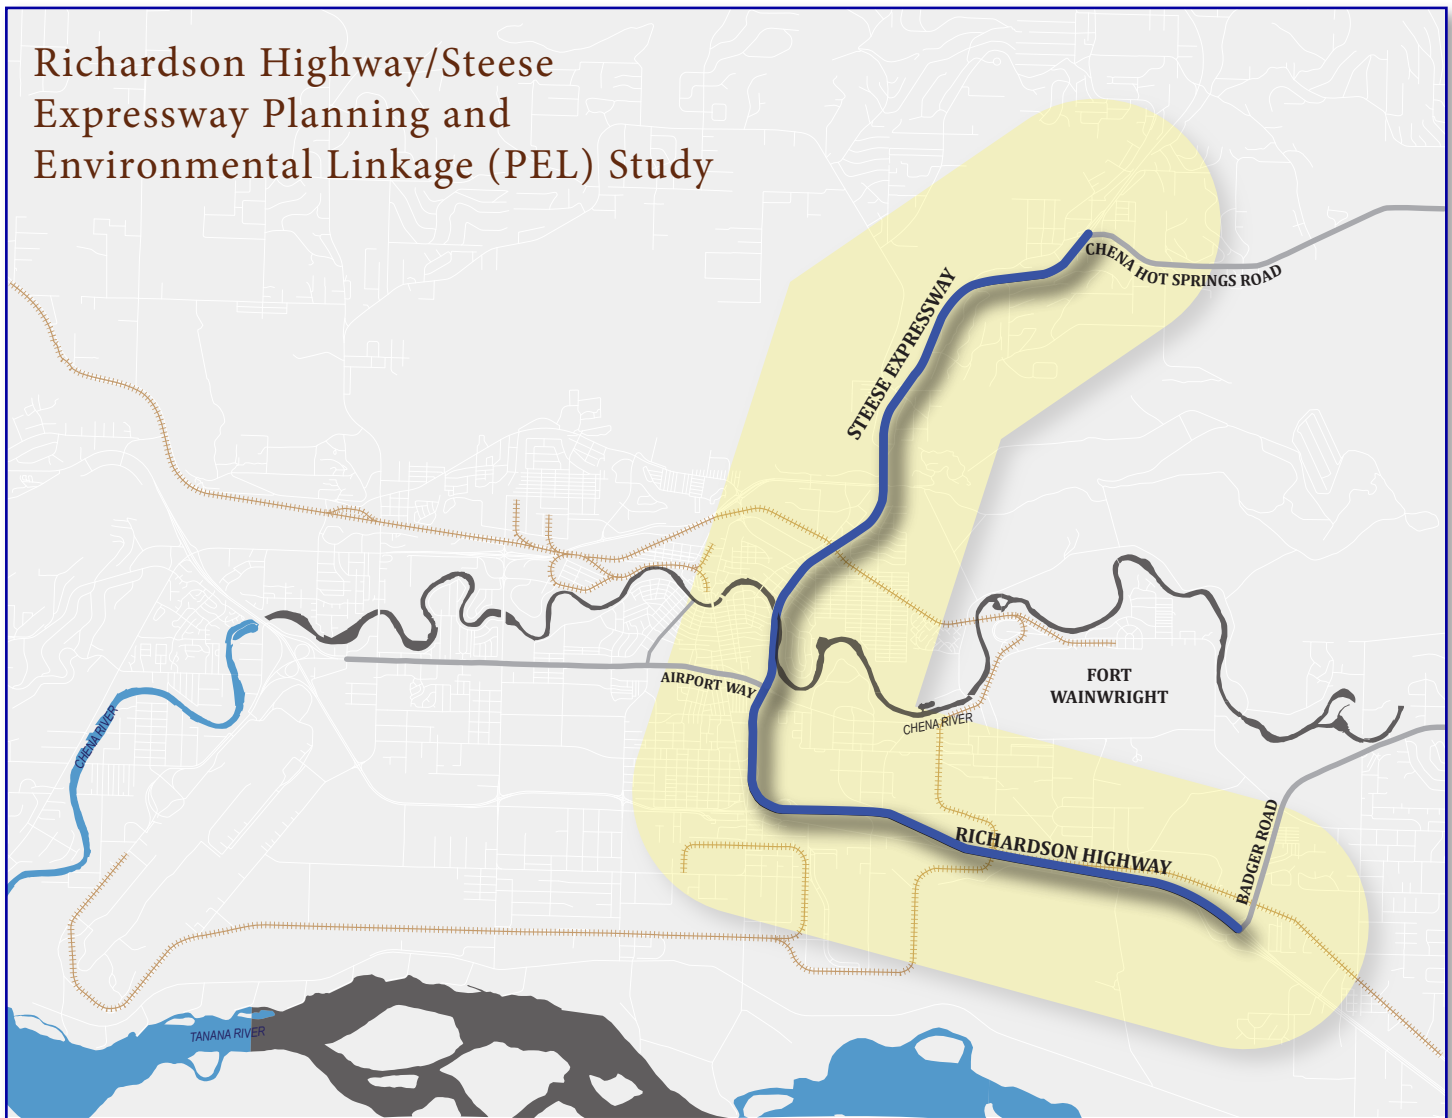 Richardson Highway/Steese
Expressway Planning and
Environmental Linkage (PEL) Study
CHENA HOT SPRINGS ROAD
STEESE EXPRESSWAY
AIRPORT WAY
FORT
WAINWRIGHT
CHENA RIVER
CHENA RIVER
RICHARDSON HIGHWAY
BADGER ROAD
TANANA RIVER